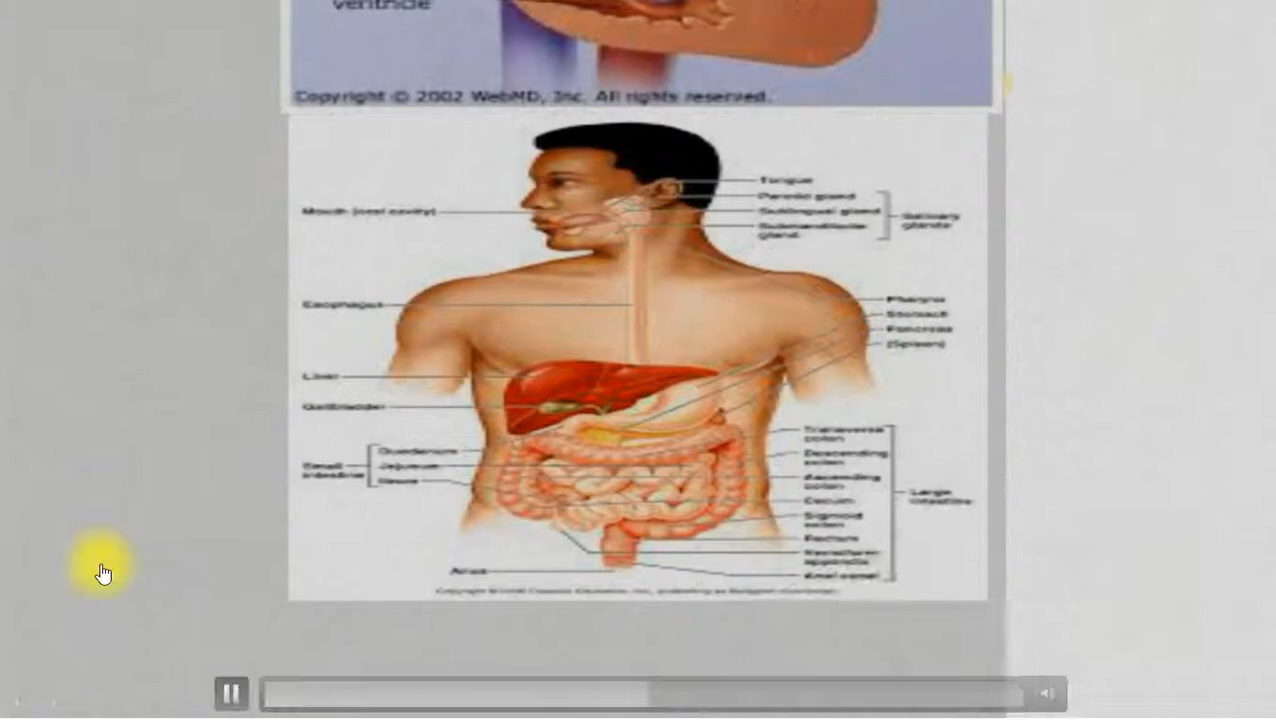 ventricle
Copyright © 2002 WebMD, Inc. All rights reserved.
Tongue
Parotid gland
Mouth (oral cavity)
Sublingual gland
Salivary
glands
Submandibular
gland
Esophagus
Pharynx
Stomach
Pancreas
(Spleen)
Liver
Gallbladder
Transverse
colon
Duodenum
Descending
colon
Small
intestine
Jejunum
Ileum
Ascending
colon
Large
intestine
Cecum
Sigmoid
colon
Rectum
Vermiform
appendix
Anus
Anal canal